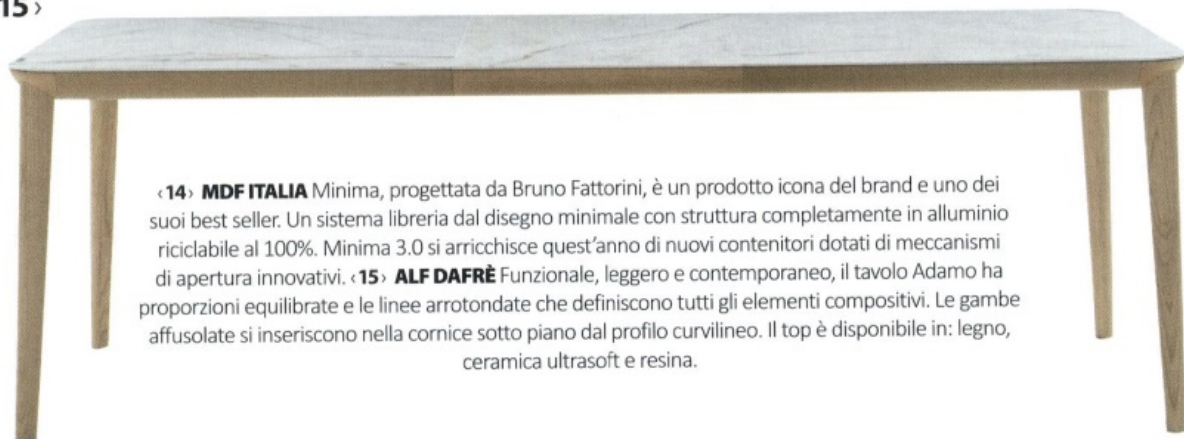 15 ›
‹14› MDF ITALIA Minima, progettata da Bruno Fattorini, è un prodotto icona del brand e uno dei
suoi best seller. Un sistema libreria dal disegno minimale con struttura completamente in alluminio
riciclabile al 100%. Minima 3.0 si arricchisce quest’anno di nuovi contenitori dotati di meccanismi
di apertura innovativi. ‹15› ALF DAFRÈ Funzionale, leggero e contemporaneo, il tavolo Adamo ha
proporzioni equilibrate e le linee arrotondate che definiscono tutti gli elementi compositivi. Le gambe
affusolate si inseriscono nella cornice sotto piano dal profilo curvilineo. Il top è disponibile in: legno,
ceramica ultrasoft e resina.